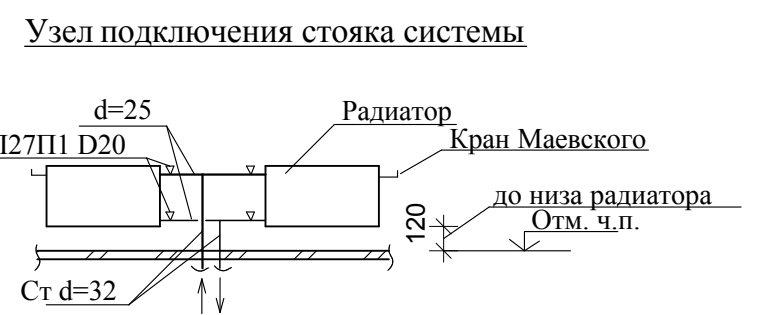 Узел подключения стояка системы
d=25
Радиатор
I27П1 D20
Кран Маевского
до низа радиатора
120
Отм. ч.п.
Ст d=32